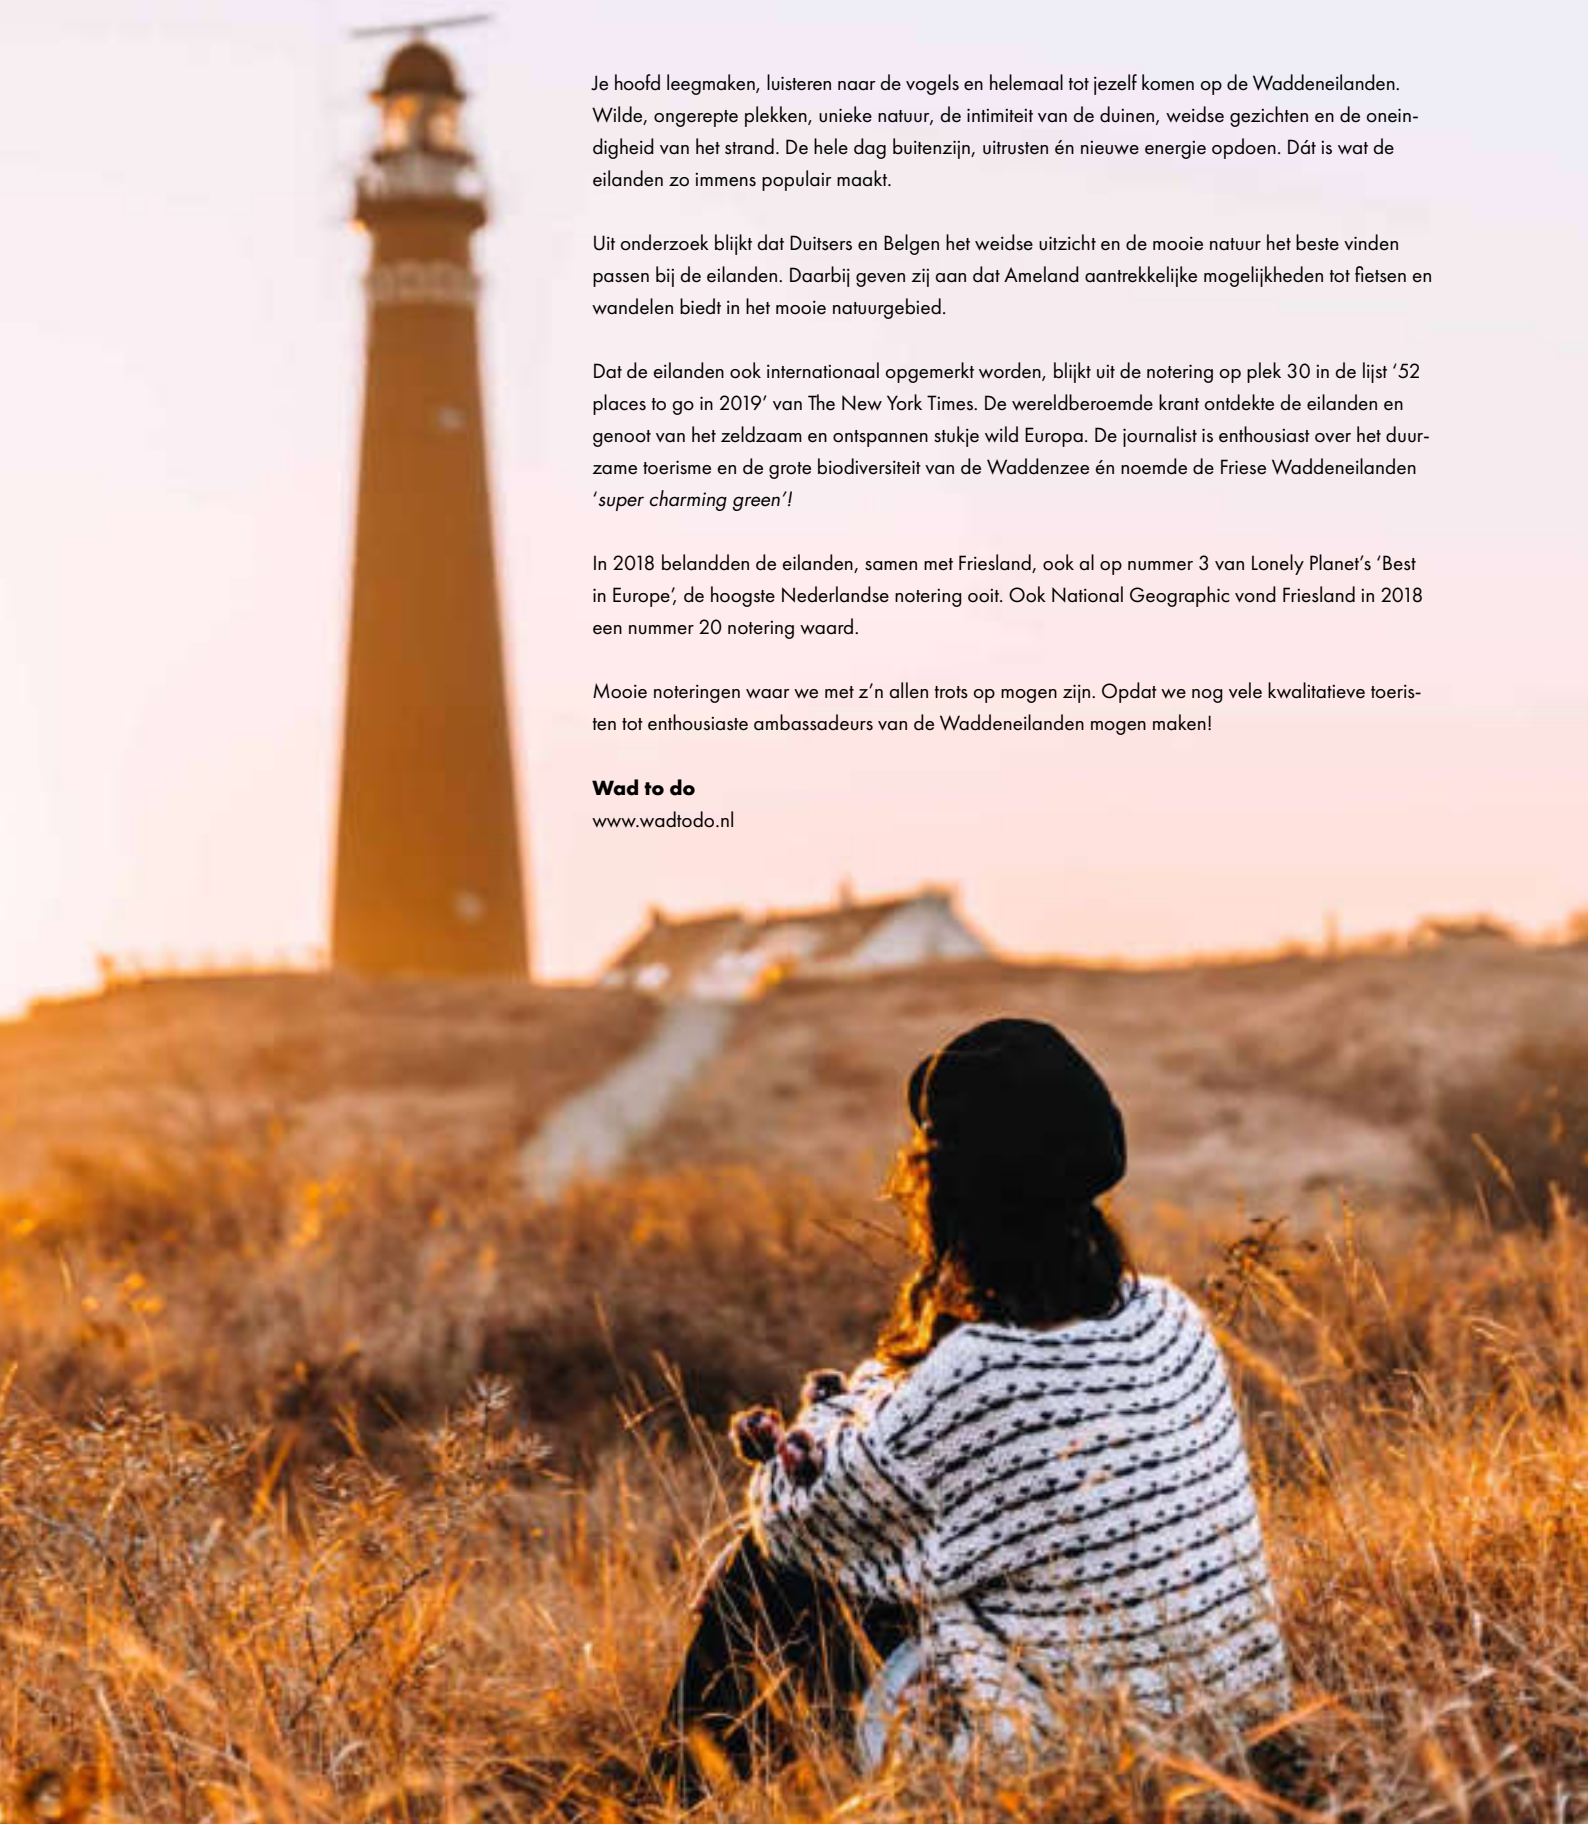 Je hoofd leegmaken, luisteren naar de vogels en helemaal tot jezelf komen op de Waddeneilanden.
Wilde, ongerepte plekken, unieke natuur, de intimiteit van de duinen, weidse gezichten en de onein-
digheid van het strand. De hele dag buitenzijn, uitrusten én nieuwe energie opdoen. Dát is wat de
eilanden zo immens populair maakt.
Uit onderzoek blijkt dat Duitsers en Belgen het weidse uitzicht en de mooie natuur het beste vinden
passen bij de eilanden. Daarbij geven zij aan dat Ameland aantrekkelijke mogelijkheden tot fietsen en
wandelen biedt in het mooie natuurgebied.
Dat de eilanden ook internationaal opgemerkt worden, blijkt uit de notering op plek 30 in de lijst ‘52
places to go in 2019’ van The New York Times. De wereldberoemde krant ontdekte de eilanden en
genoot van het zeldzaam en ontspannen stukje wild Europa. De journalist is enthousiast over het duur-
zame toerisme en de grote biodiversiteit van de Waddenzee én noemde de Friese Waddeneilanden
‘super charming green’!
In 2018 belandden de eilanden, samen met Friesland, ook al op nummer 3 van Lonely Planet’s ‘Best
in Europe’, de hoogste Nederlandse notering ooit. Ook National Geographic vond Friesland in 2018
een nummer 20 notering waard.
Mooie noteringen waar we met z’n allen trots op mogen zijn. Opdat we nog vele kwalitatieve toeris-
ten tot enthousiaste ambassadeurs van de Waddeneilanden mogen maken!
Wad to do
www.wadtodo.nl